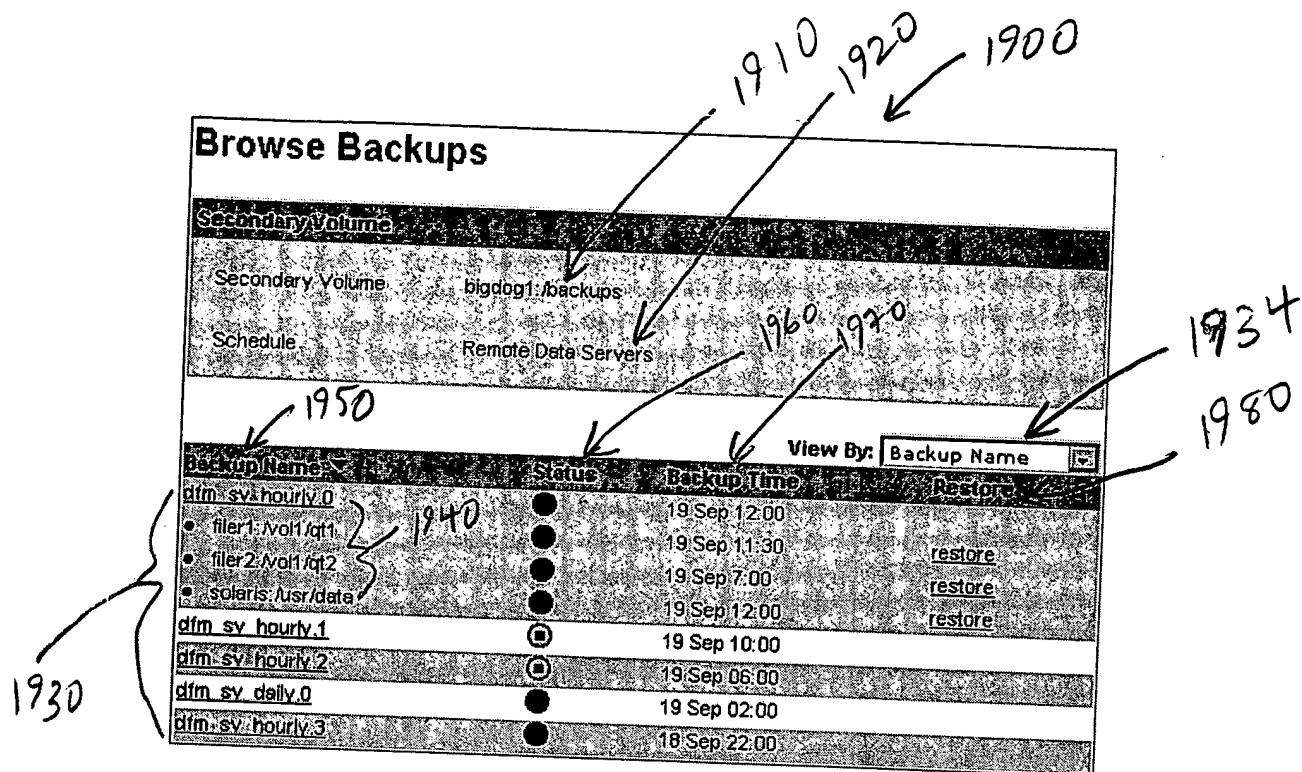 1910
1920
1900
Browse Backups
Secondary Volume
Secondary Volume bigdog1:/backups
Schedule Remote Data Servers
1960
1970
1934
1980
1950
View By: Backup Name
Backup Name Status Backup Time Restore
dfm_sv_hourly.0 19 Sep 12:00
filer1:/vol1/qt1 19 Sep 11:30 restore
1940
filer2:/vol1/qt2 19 Sep 7:00 restore
solaris:/usr/data 19 Sep 12:00 restore
dfm_sv_hourly.1 19 Sep 10:00
dfm_sv_hourly.2 19 Sep 06:00
dfm_sv_daily.0 19 Sep 02:00
dfm_sv_hourly.3 18 Sep 22:00
1930